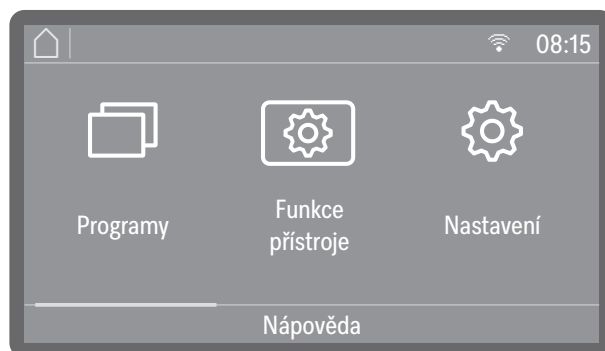 08:15
Programy
Funkce
přístroje
Nastavení
Nápověda